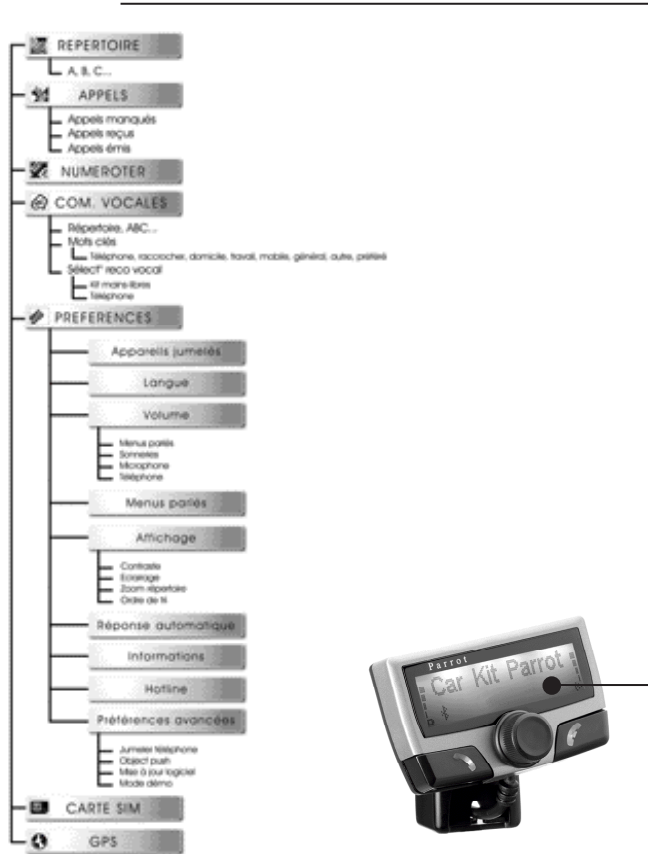 REPERTOIRE
A, B, C...
APPELS
Appels manqués
Appels reçus
Appels émis
NUMEROTER
COM. VOCALES
Répertoire, ABC...
Mots clés
Téléphone, raccrocher, domicile, travail, mobile, général, autre, préféré
Sélect° reco vocal
Kit mains-libres
Téléphone
PREFERENCES
Appareils jumelés
Langue
Volume
Menus parlés
Sonneries
Microphone
Téléphone
Menus parlés
Affichage
Contraste
Eclairage
Zoom répertoire
Ordre de tri
Réponse automatique
Informations
Hotline
Préférences avancées
Jumeler téléphone
Object push
Mise à jour logiciel
Mode démo
CARTE SIM
GPS
Parrot
Car Kit Parrot